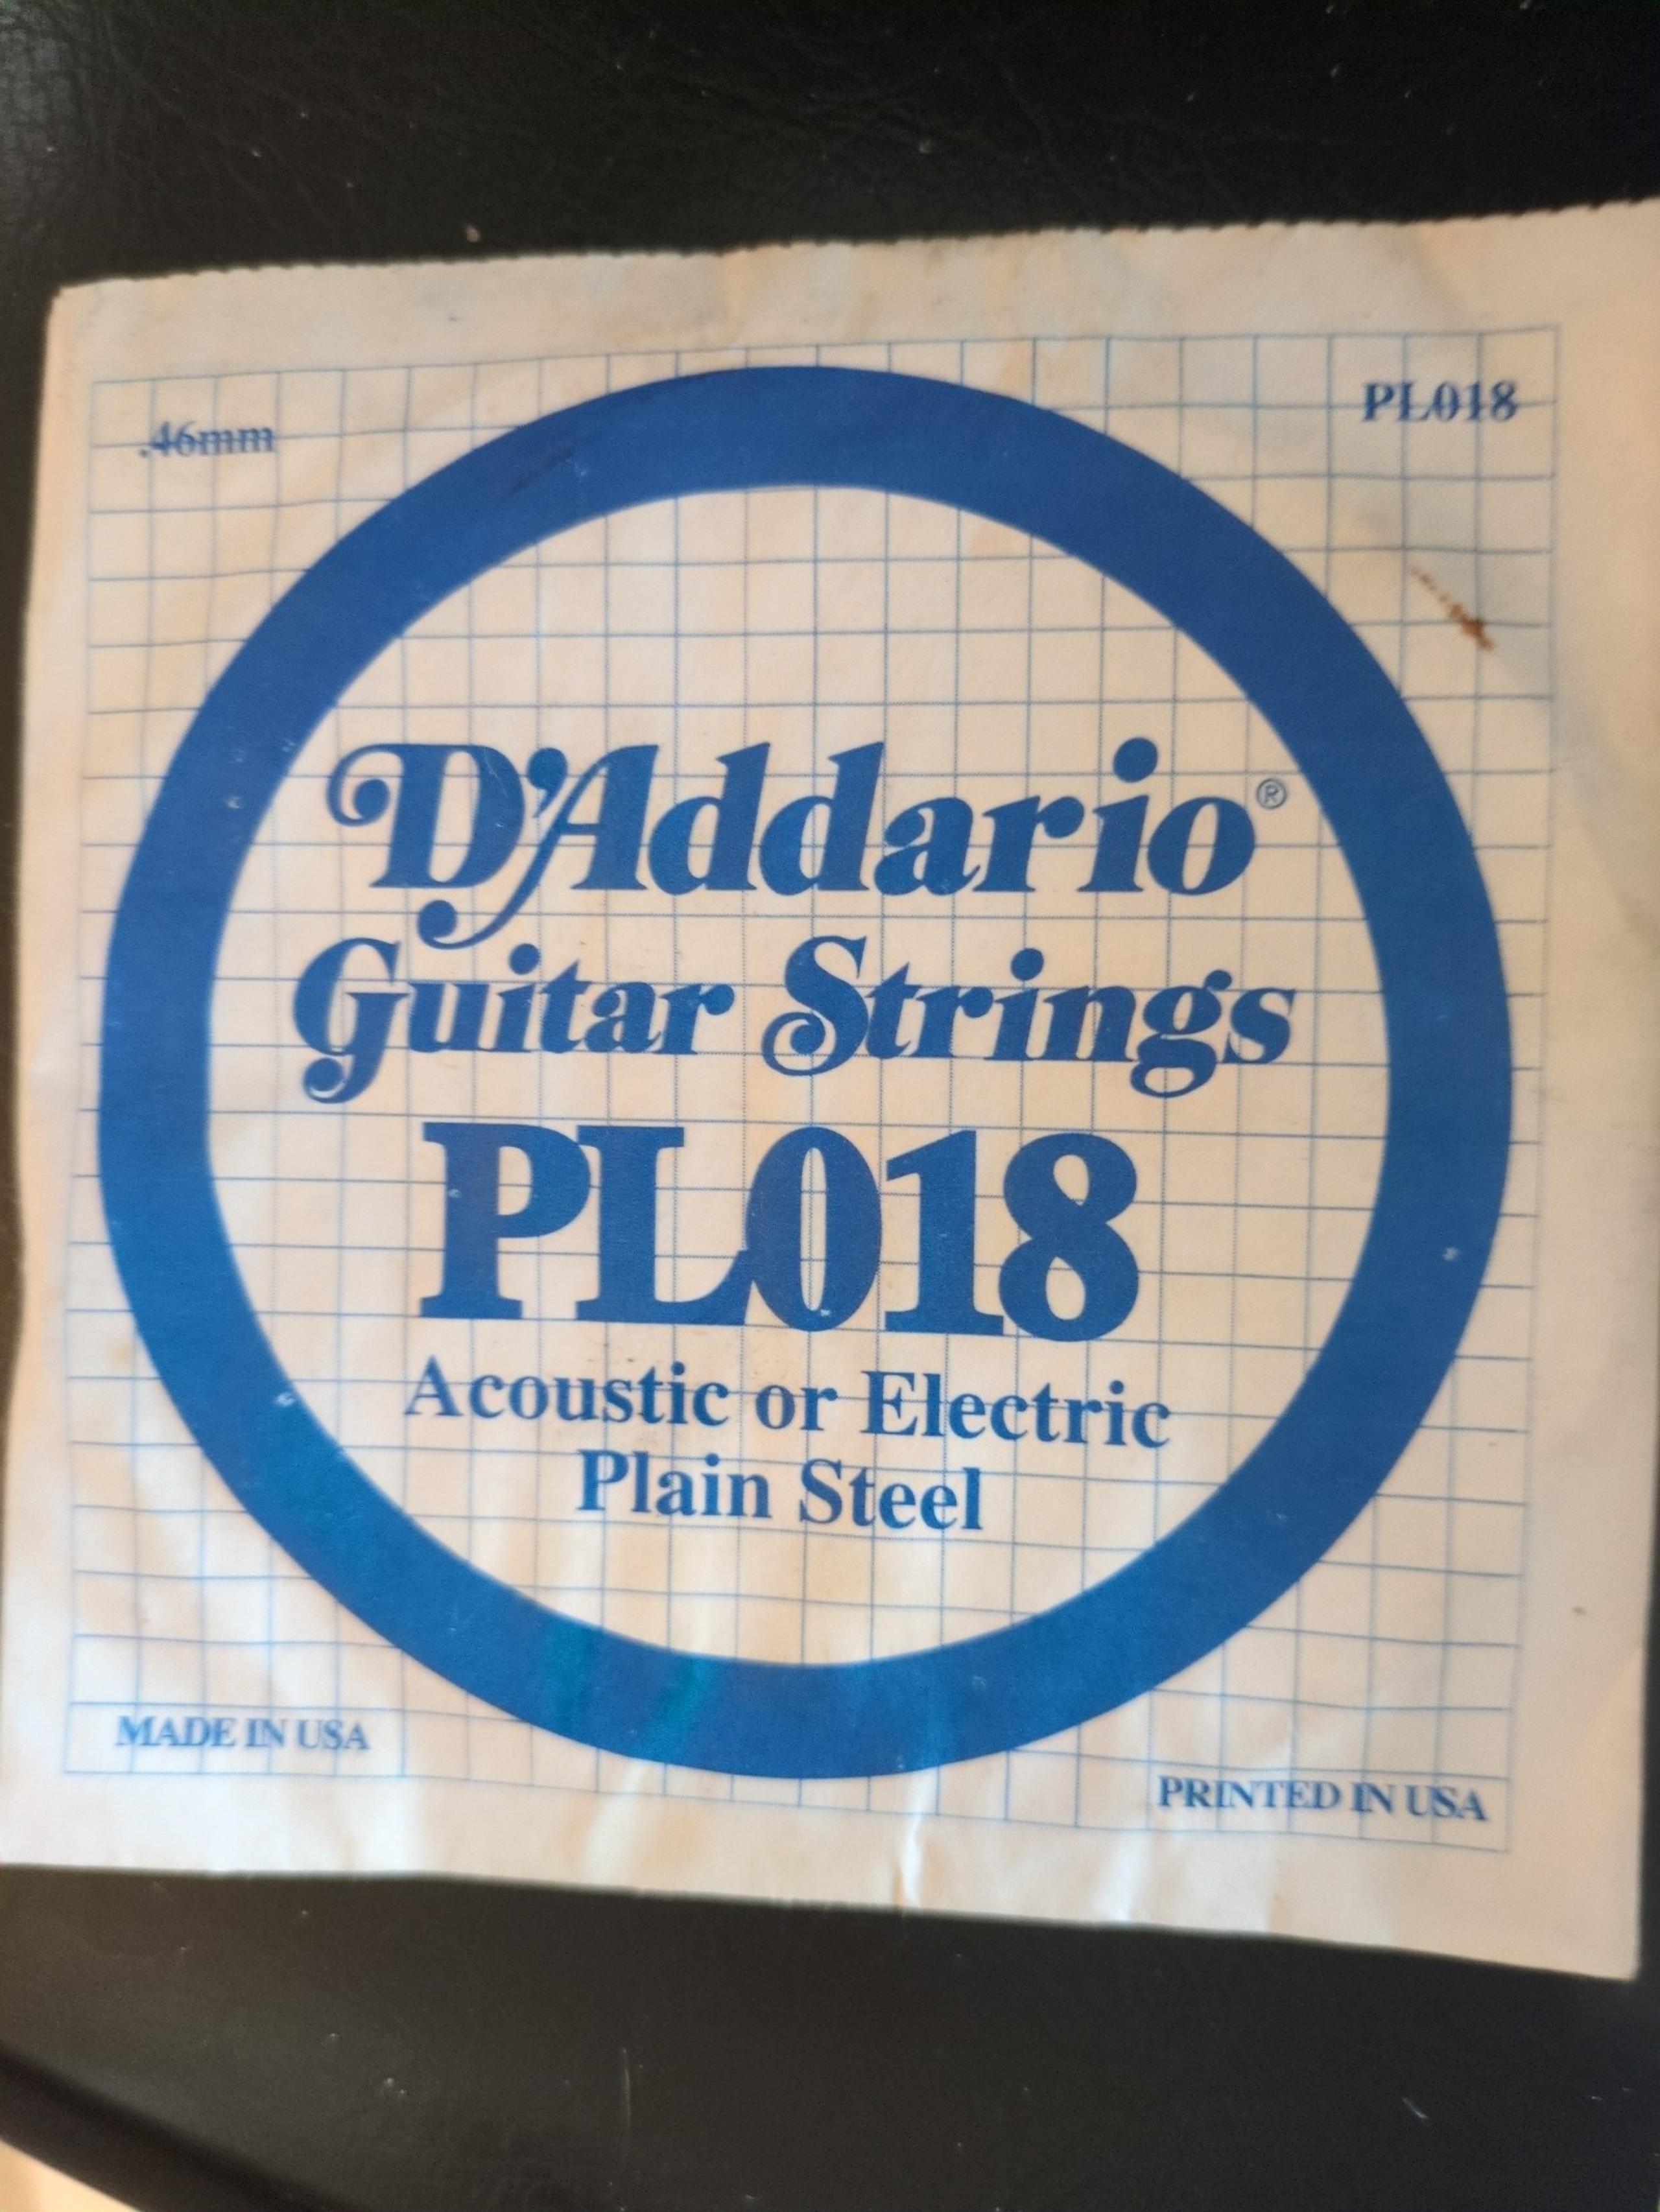 .46mm
PL018
D'Addario®
Guitar Strings
PL018
Acoustic or Electric
Plain Steel
MADE IN USA
PRINTED IN USA